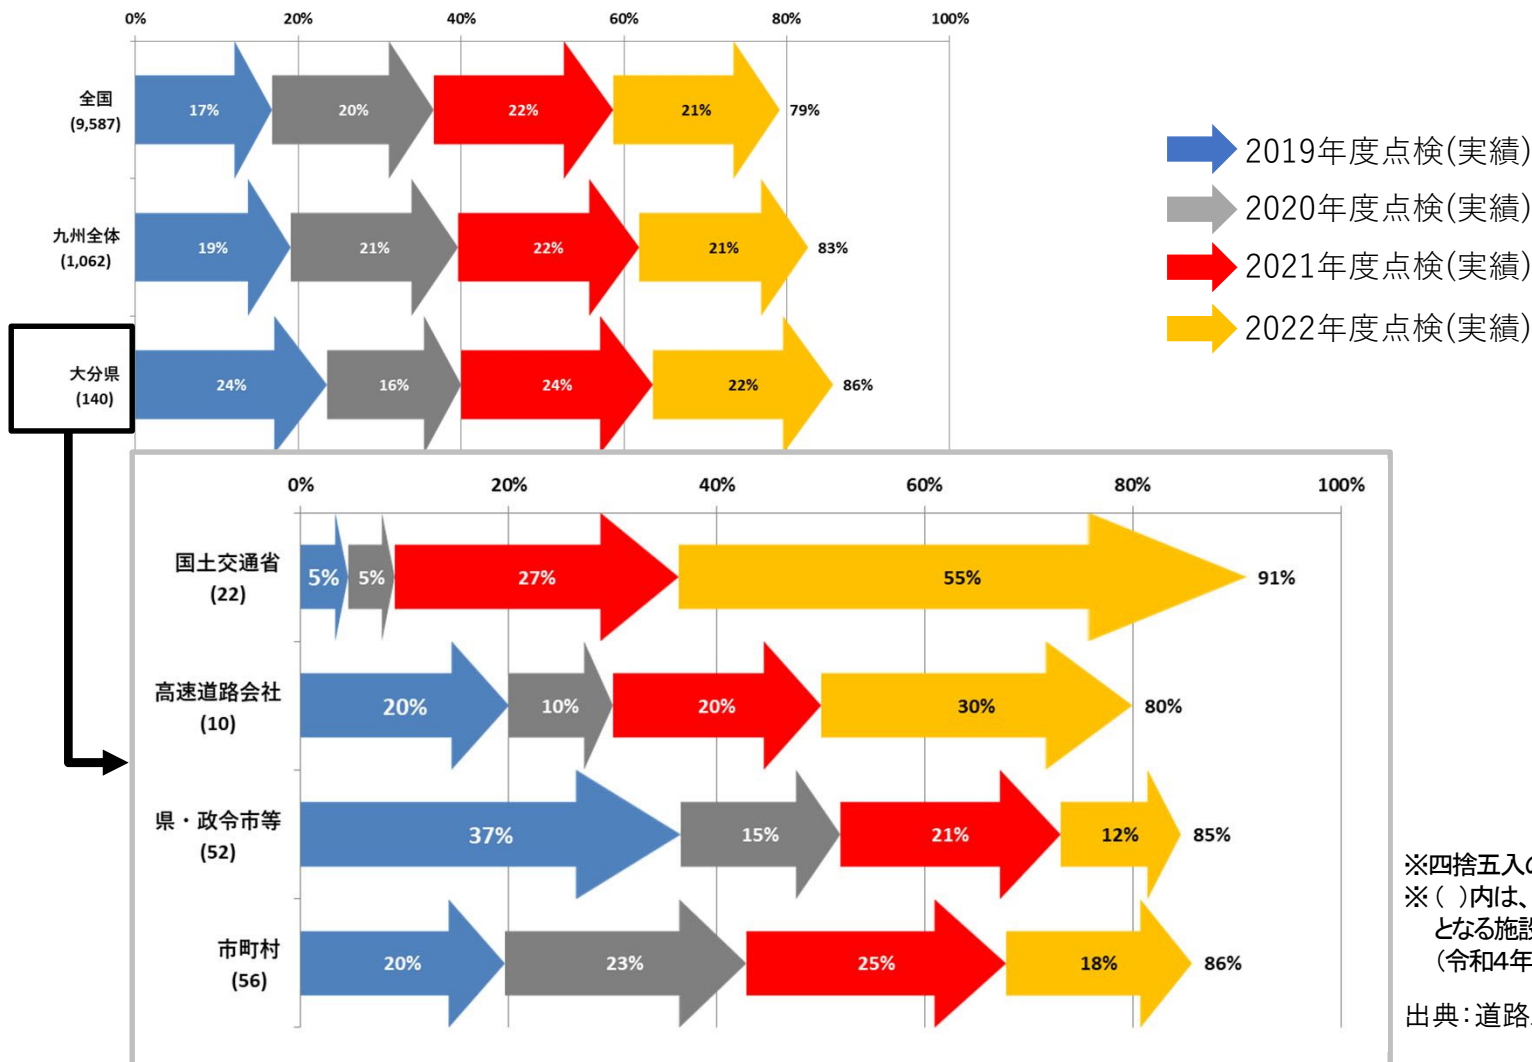 0% 20% 40% 60% 80% 100%
全国
(9,587)
17% 20% 22% 21% 79%
九州全体
(1,062)
19% 21% 22% 21% 83%
大分県
(140)
24% 16% 24% 22% 86%
2019年度点検(実績)
2020年度点検(実績)
2021年度点検(実績)
2022年度点検(実績)
0% 20% 40% 60% 80% 100%
国土交通省
(22)
5% 5% 27% 55% 91%
高速道路会社
(10)
20% 10% 20% 30% 80%
県・政令市等
(52)
37% 15% 21% 12% 85%
市町村
(56)
20% 23% 25% 18% 86%
※四捨五入
※( )内は、
となる施設
(令和4年
出典:道路